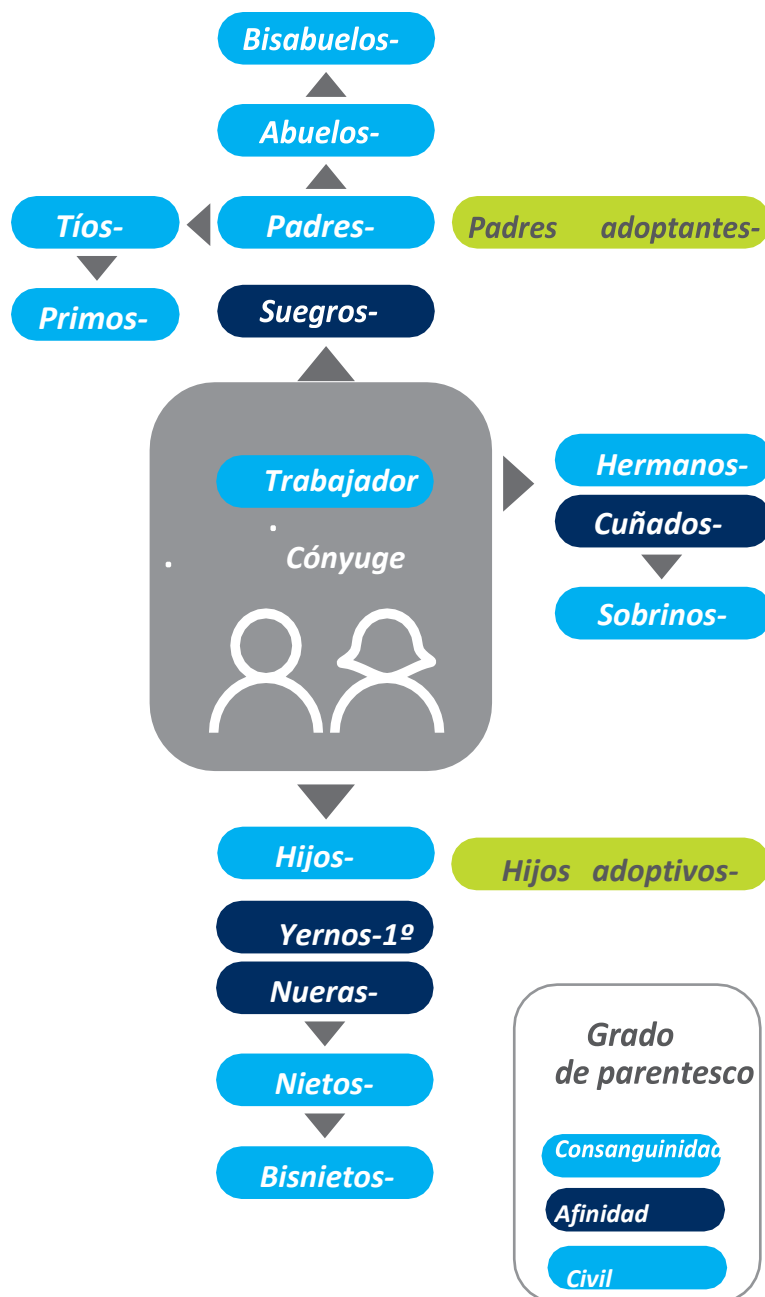 Bisabuelos-
Abuelos-
Tíos-
Padres-
Padres adoptantes-
Primos-
Suegros-
Trabajador
Cónyuge
Hermanos-
Cuñados-
Sobrinos-
Hijos-
Hijos adoptivos-
Yernos-1º
Nueras-
Nietos-
Bisnietos-
Grado
de parentesco
Consanguinidad
Afinidad
Civil